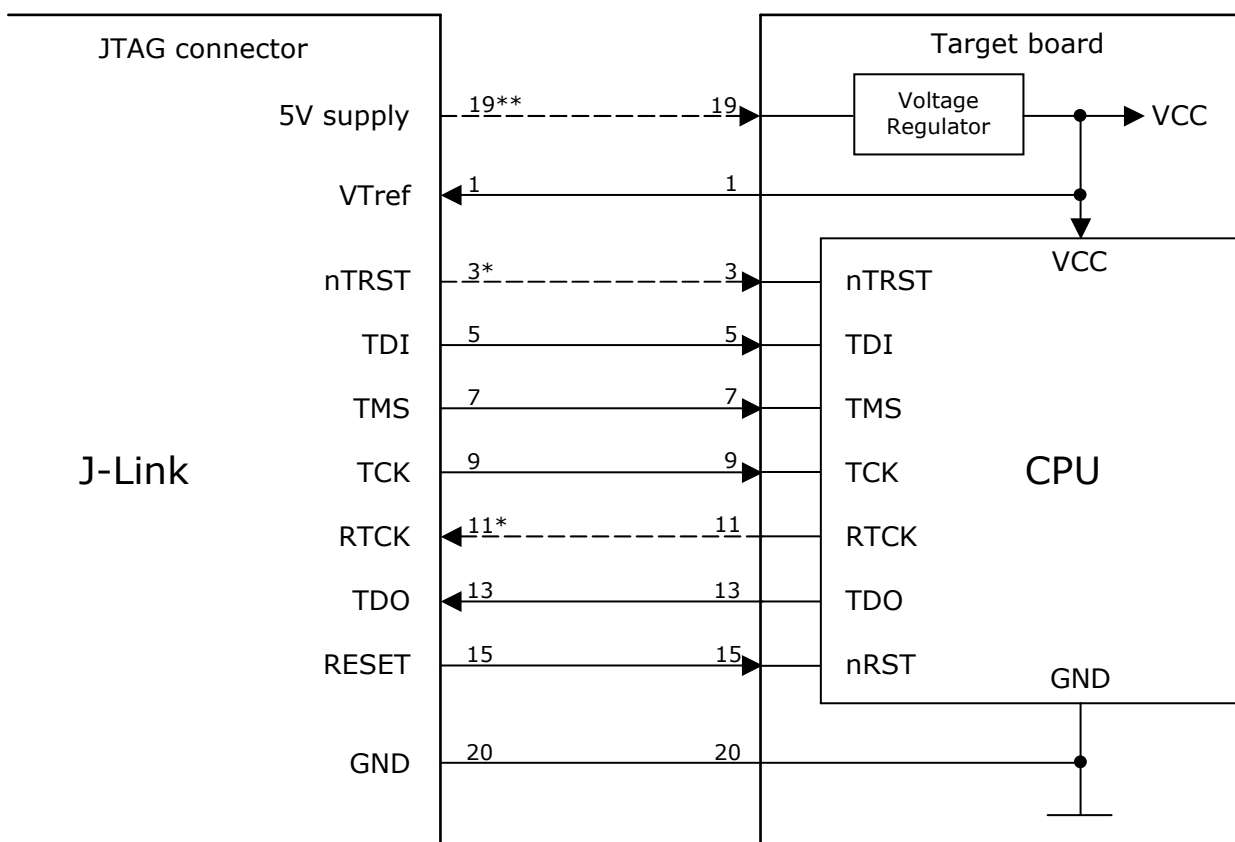 JTAG connector
Target board
5V supply 19** 19 Voltage Regulator VCC
VTref 1 1
VCC
nTRST 3* 3 nTRST
TDI 5 5 TDI
TMS 7 7 TMS
J-Link TCK 9 9 TCK CPU
RTCK 11* 11 RTCK
TDO 13 13 TDO
RESET 15 15 nRST
GND
GND 20 20